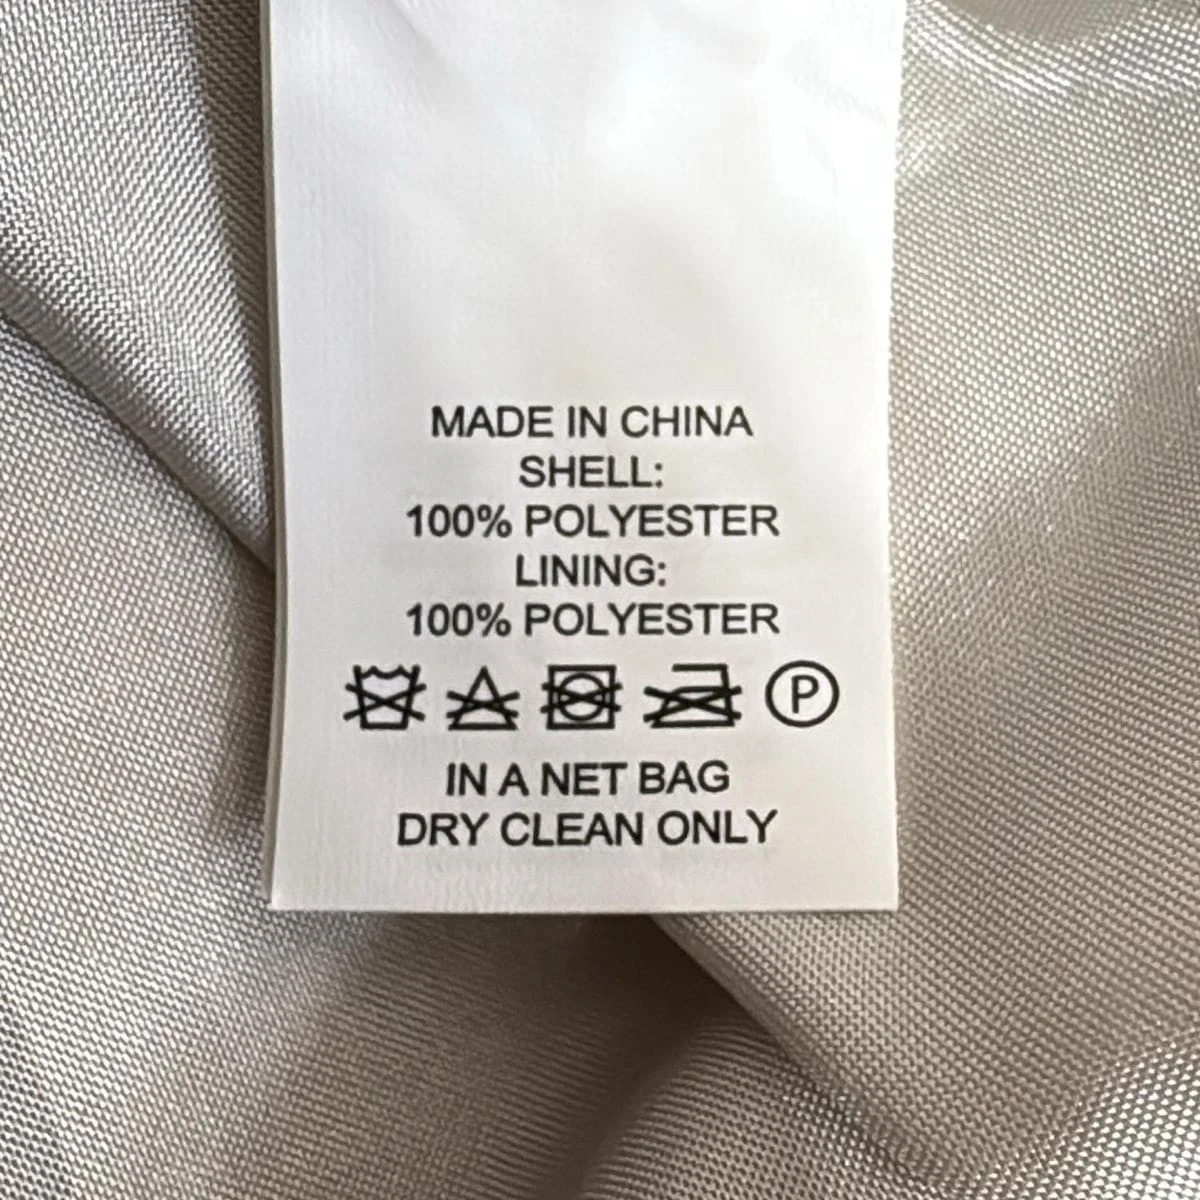 MADE IN CHINA
SHELL:
100% POLYESTER
LINING:
100% POLYESTER
P
IN A NET BAG
DRY CLEAN ONLY